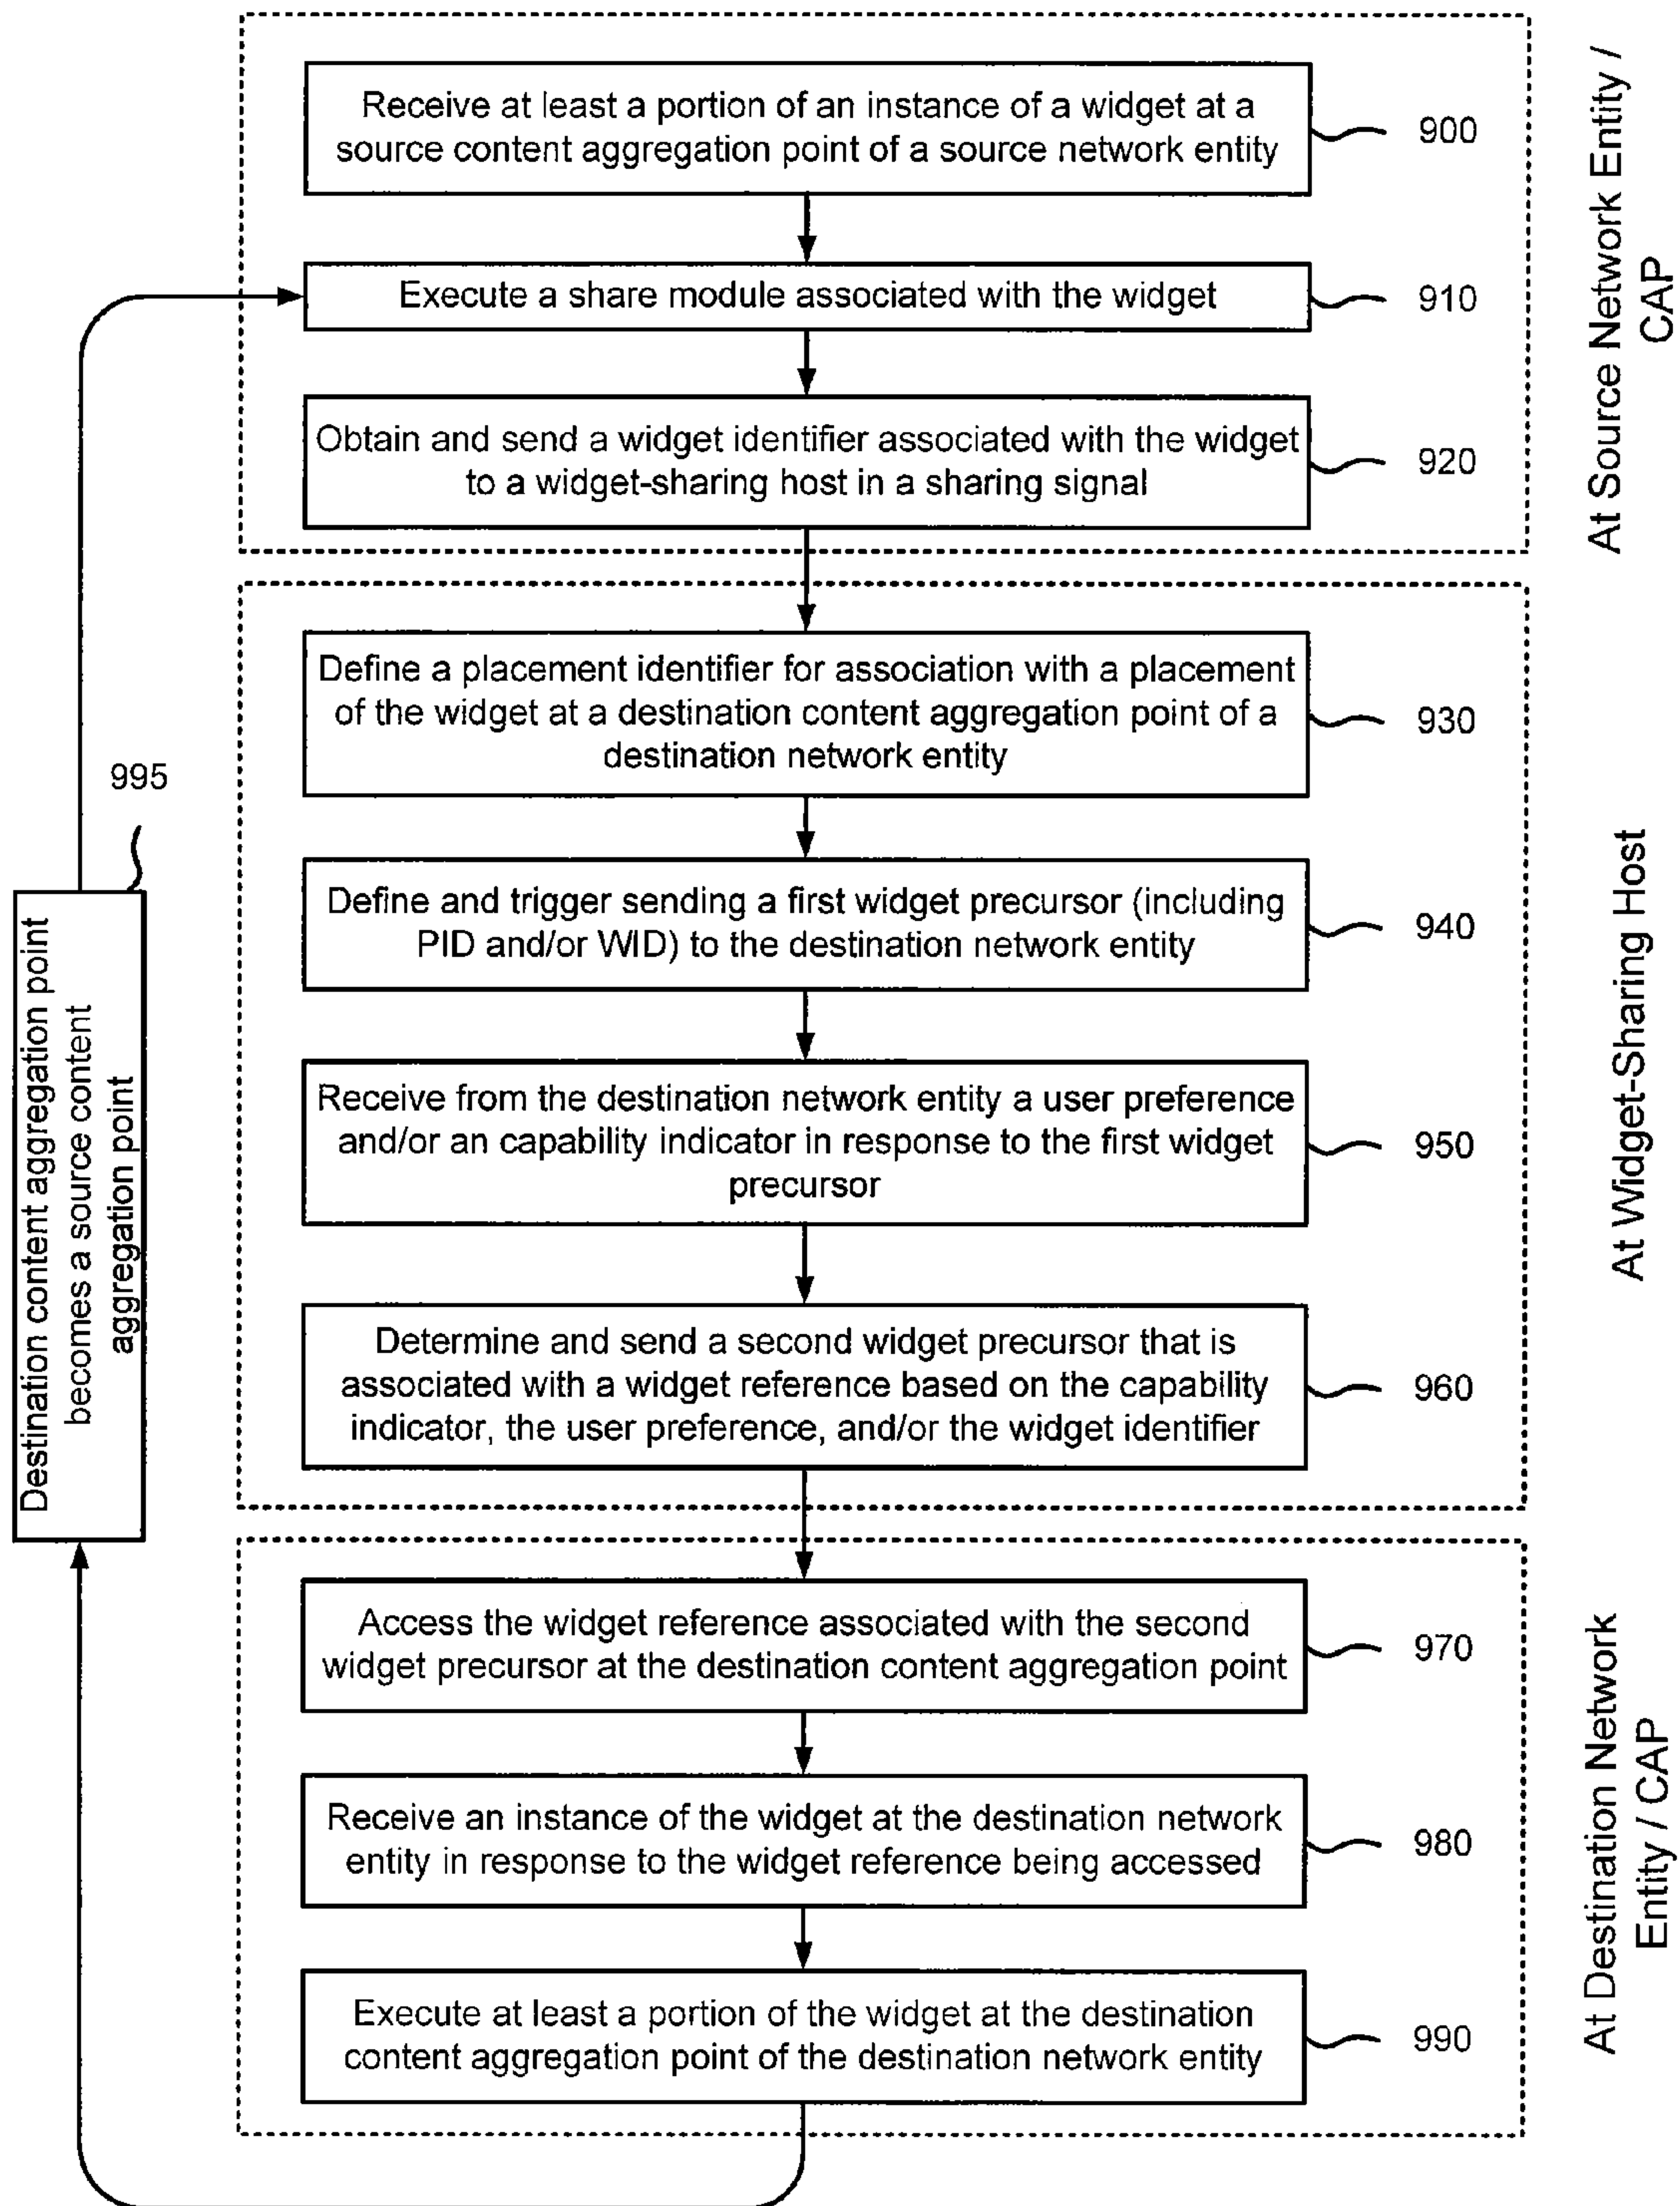 Receive at least a portion of an instance of a widget at a
source content aggregation point of a source network entity
900
Execute a share module associated with the widget
910
Obtain and send a widget identifier associated with the widget
to a widget-sharing host in a sharing signal
920
At Source Network Entity /
CAP
Define a placement identifier for association with a placement
of the widget at a destination content aggregation point of a
destination network entity
930
Define and trigger sending a first widget precursor (including
PID and/or WID) to the destination network entity
940
Receive from the destination network entity a user preference
and/or an capability indicator in response to the first widget
precursor
950
Determine and send a second widget precursor that is
associated with a widget reference based on the capability
indicator, the user preference, and/or the widget identifier
960
At Widget-Sharing Host
Access the widget reference associated with the second
widget precursor at the destination content aggregation point
970
Receive an instance of the widget at the destination network
entity in response to the widget reference being accessed
980
Execute at least a portion of the widget at the destination
content aggregation point of the destination network entity
990
At Destination Network
Entity / CAP
995
Destination content aggregation point
becomes a source content
aggregation point